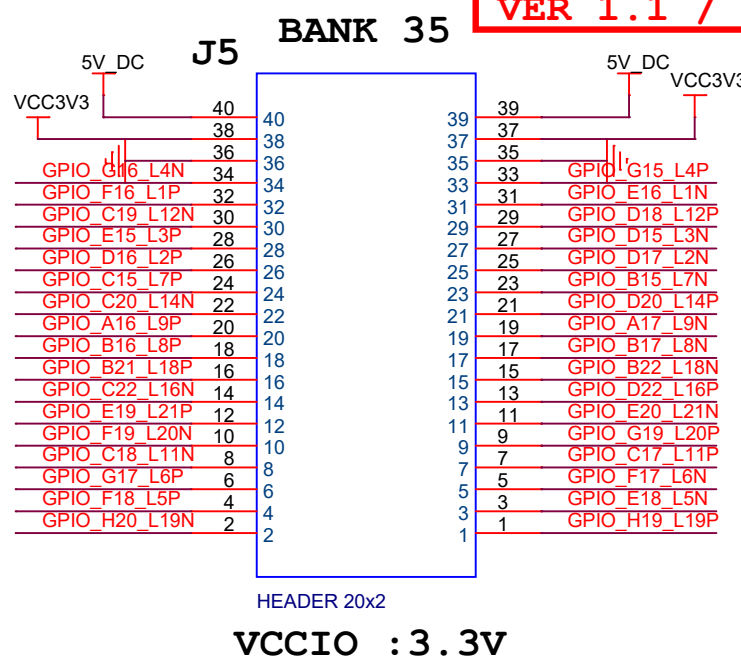 VER 1.1 /
BANK 35
J5
5V_DC 5V_DC
VCC3V3 VCC3V3
40 40 39 39
38 38 37 37
36 36 35 35
GPIO_G16_L4N 34 34 33 33 GPIO_G15_L4P
GPIO_F16_L1P 32 32 31 31 GPIO_E16_L1N
GPIO_C19_L12N 30 30 29 29 GPIO_D18_L12P
GPIO_E15_L3P 28 28 27 27 GPIO_D15_L3N
GPIO_D16_L2P 26 26 25 25 GPIO_D17_L2N
GPIO_C15_L7P 24 24 23 23 GPIO_B15_L7N
GPIO_C20_L14N 22 22 21 21 GPIO_D20_L14P
GPIO_A16_L9P 20 20 19 19 GPIO_A17_L9N
GPIO_B16_L8P 18 18 17 17 GPIO_B17_L8N
GPIO_B21_L18P 16 16 15 15 GPIO_B22_L18N
GPIO_C22_L16N 14 14 13 13 GPIO_D22_L16P
GPIO_E19_L21P 12 12 11 11 GPIO_E20_L21N
GPIO_F19_L20N 10 10 9 9 GPIO_G19_L20P
GPIO_C18_L11N 8 8 7 7 GPIO_C17_L11P
GPIO_G17_L6P 6 6 5 5 GPIO_F17_L6N
GPIO_F18_L5P 4 4 3 3 GPIO_E18_L5N
GPIO_H20_L19N 2 2 1 1 GPIO_H19_L19P
HEADER 20x2
VCCIO :3.3V